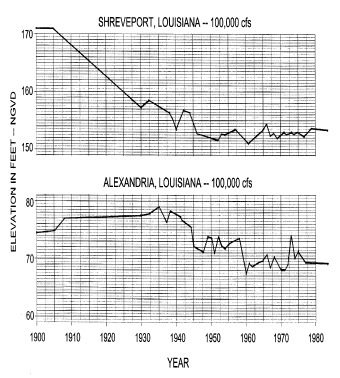 SHREVEPORT, LOUISIANA -- 100,000 cfs
170
160
150
ELEVATION IN FEET -- NGVD
ALEXANDRIA, LOUISIANA -- 100,000 cfs
80
70
60
1900 1910 1920 1930 1940 1950 1960 1970 1980
YEAR